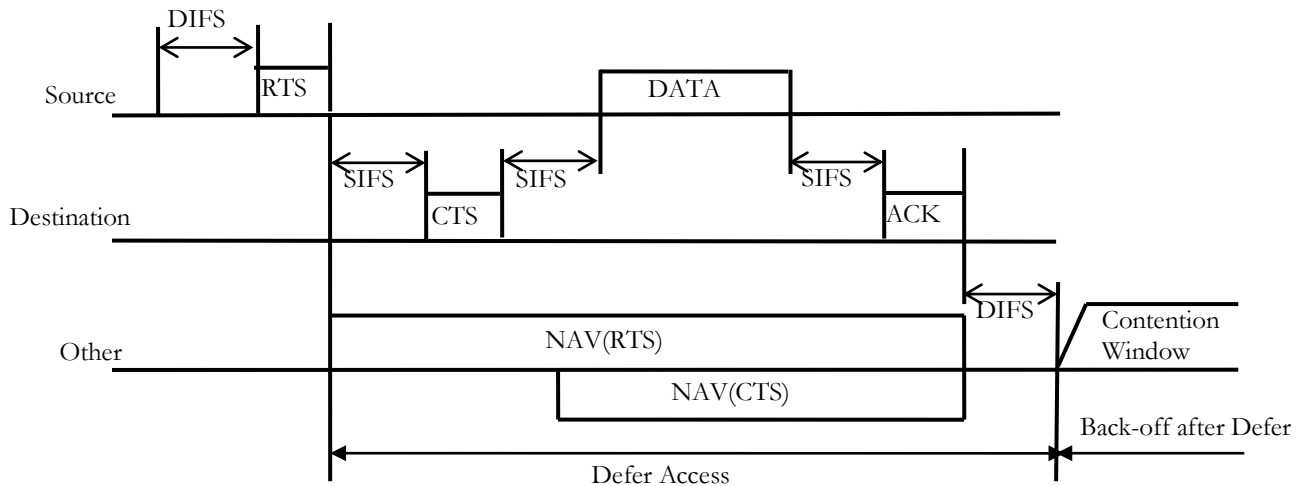 DIFS
RTS
DATA
Source
SIFS
SIFS
SIFS
CTS
ACK
Destination
DIFS
Contention
Window
NAV(RTS)
Other
NAV(CTS)
Back-off after Defer
Defer Access